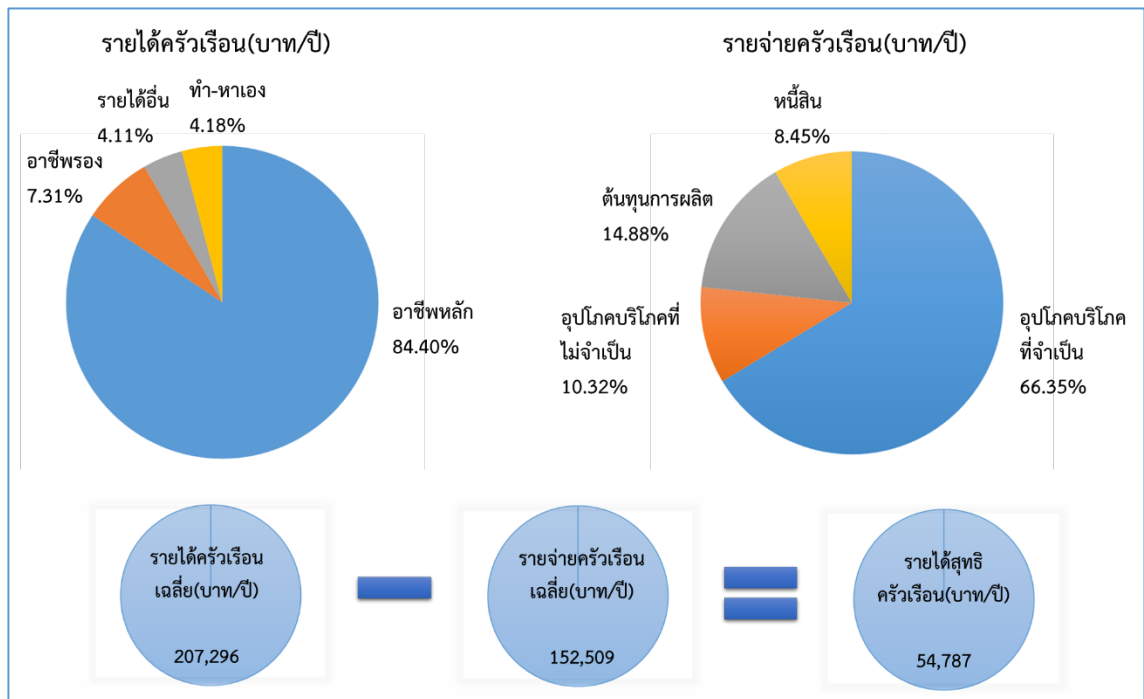 รายได้ครัวเรือน(บาท/ปี)
ทำ-หาเอง
4.18%
รายได้อื่น
4.11%
อาชีพรอง
7.31%
อาชีพหลัก
84.40%
รายจ่ายครัวเรือน(บาท/ปี)
หนี้สิน
8.45%
ต้นทุนการผลิต
14.88%
อุปโภคบริโภคที่
ไม่จำเป็น
10.32%
อุปโภคบริโภค
ที่จำเป็น
66.35%
รายได้ครัวเรือน
เฉลี่ย(บาท/ปี)
207,296
รายจ่ายครัวเรือน
เฉลี่ย(บาท/ปี)
152,509
รายได้สุทธิ
ครัวเรือน(บาท/ปี)
54,787